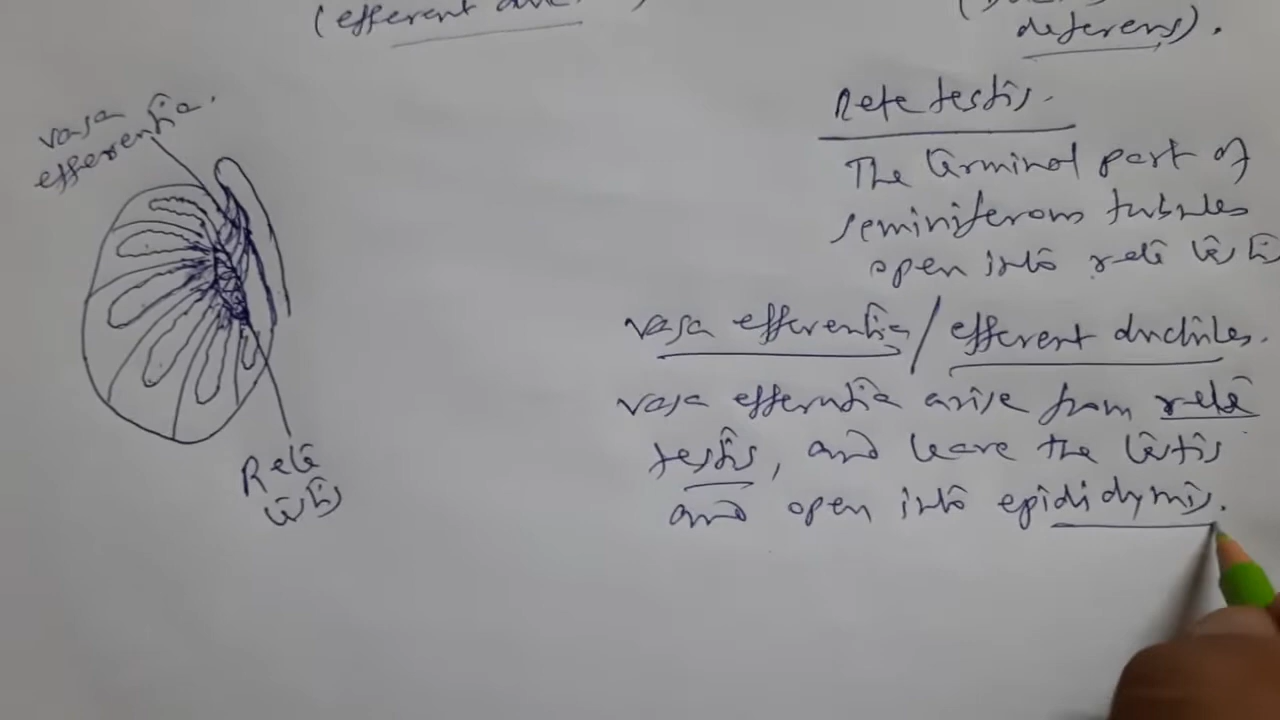 (efferent
deferens).
vasa
efferentia.
Rete testis.
The terminal part of
seminiferous tubules
open into rete testis
vasa efferentia / efferent ductules.
vasa efferentia arise from rete
testis, and leave the testis
and open into epididymis.
Rete
testis